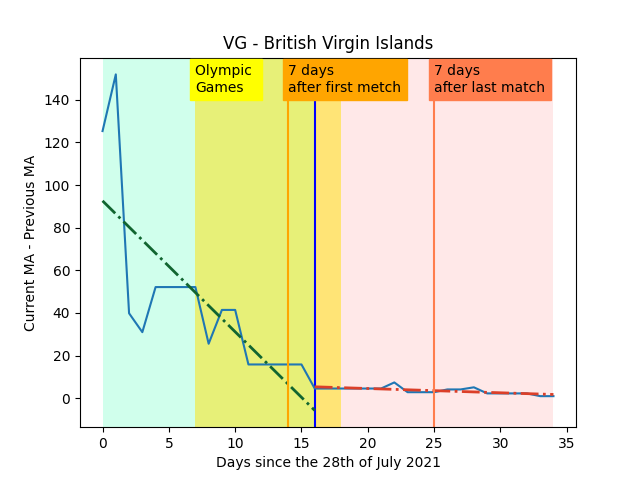 VG - British Virgin Islands
Olympic
Games
7 days
after first metch
7 days
after last match
Current MA - Previous MA
140
120
100
80
60
40
20
0
0 5 10 15 20 25 30 35
Days since the 28th of July 2021